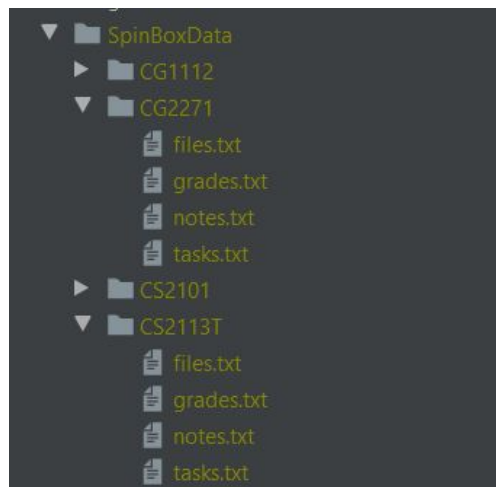 SpinBoxData
CG1112
CG2271
files.txt
grades.txt
notes.txt
tasks.txt
CS2101
CS2113T
files.txt
grades.txt
notes.txt
tasks.txt